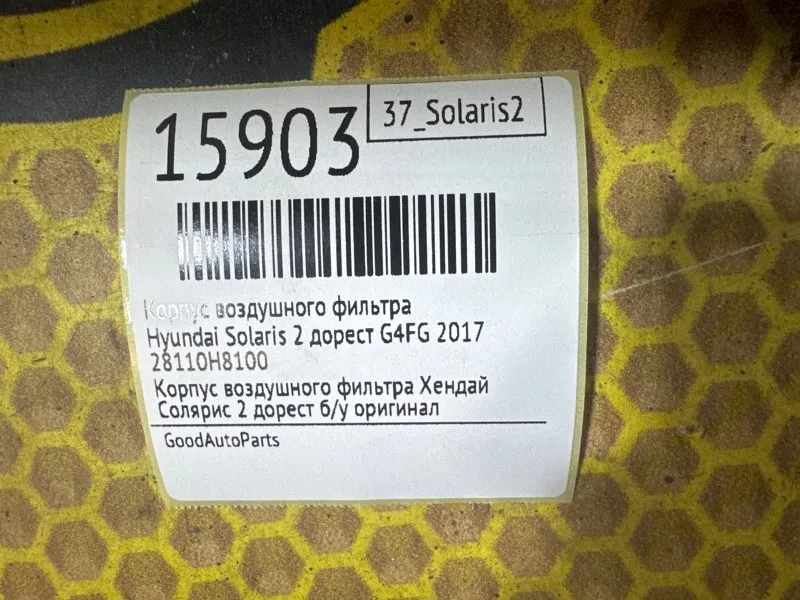 15903
37_Solaris2
Корпус воздушного фильтра
Hyundai Solaris 2 дорест G4FG 2017
28110H8100
Корпус воздушного фильтра Хендай
Солярис 2 дорест б/у оригинал
GoodAutoParts